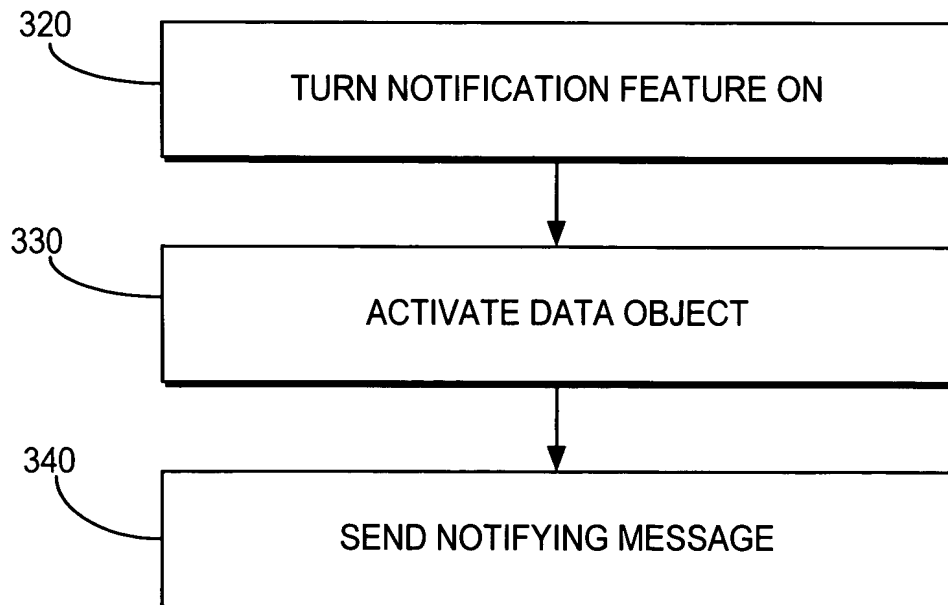 320
TURN NOTIFICATION FEATURE ON
330
ACTIVATE DATA OBJECT
340
SEND NOTIFYING MESSAGE